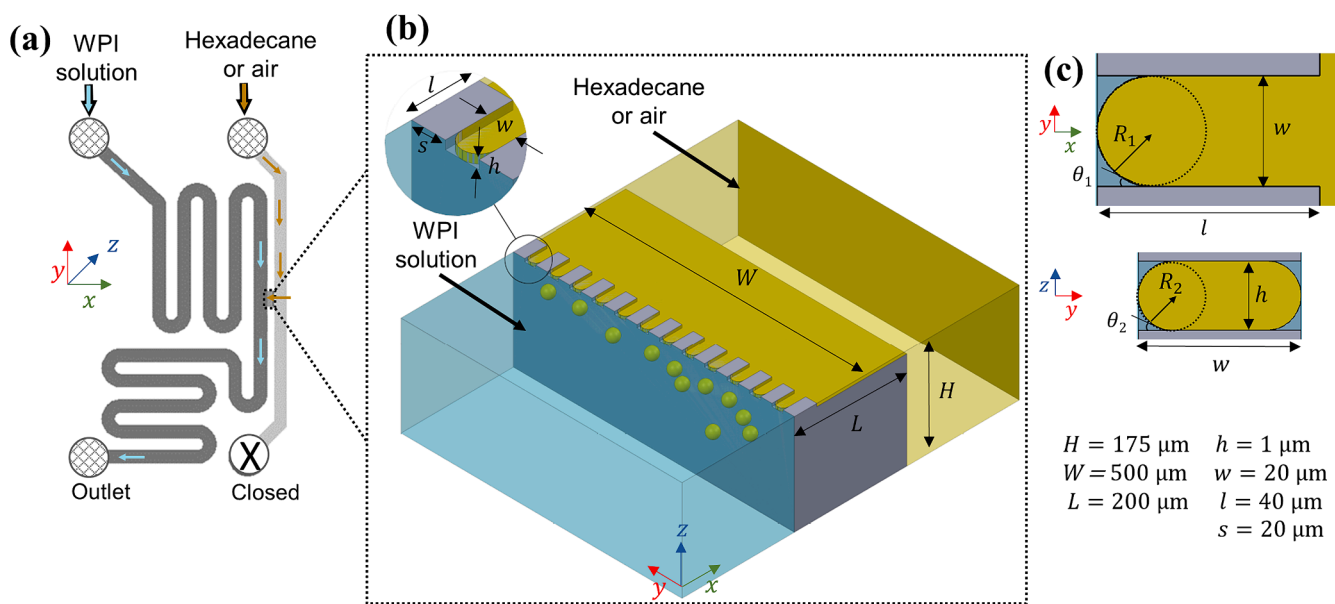 (a)
WPI
solution
Hexadecane
or air
z
y
x
Outlet
X
Closed
(b)
l
w
s
h
Hexadecane
or air
WPI
solution
W
H
L
z
y
x
(c)
y
x
R1
w
θ1
l
z
y
R2
h
θ2
w
H = 175 μm h = 1 μm
W = 500 μm w = 20 μm
L = 200 μm l = 40 μm
s = 20 μm